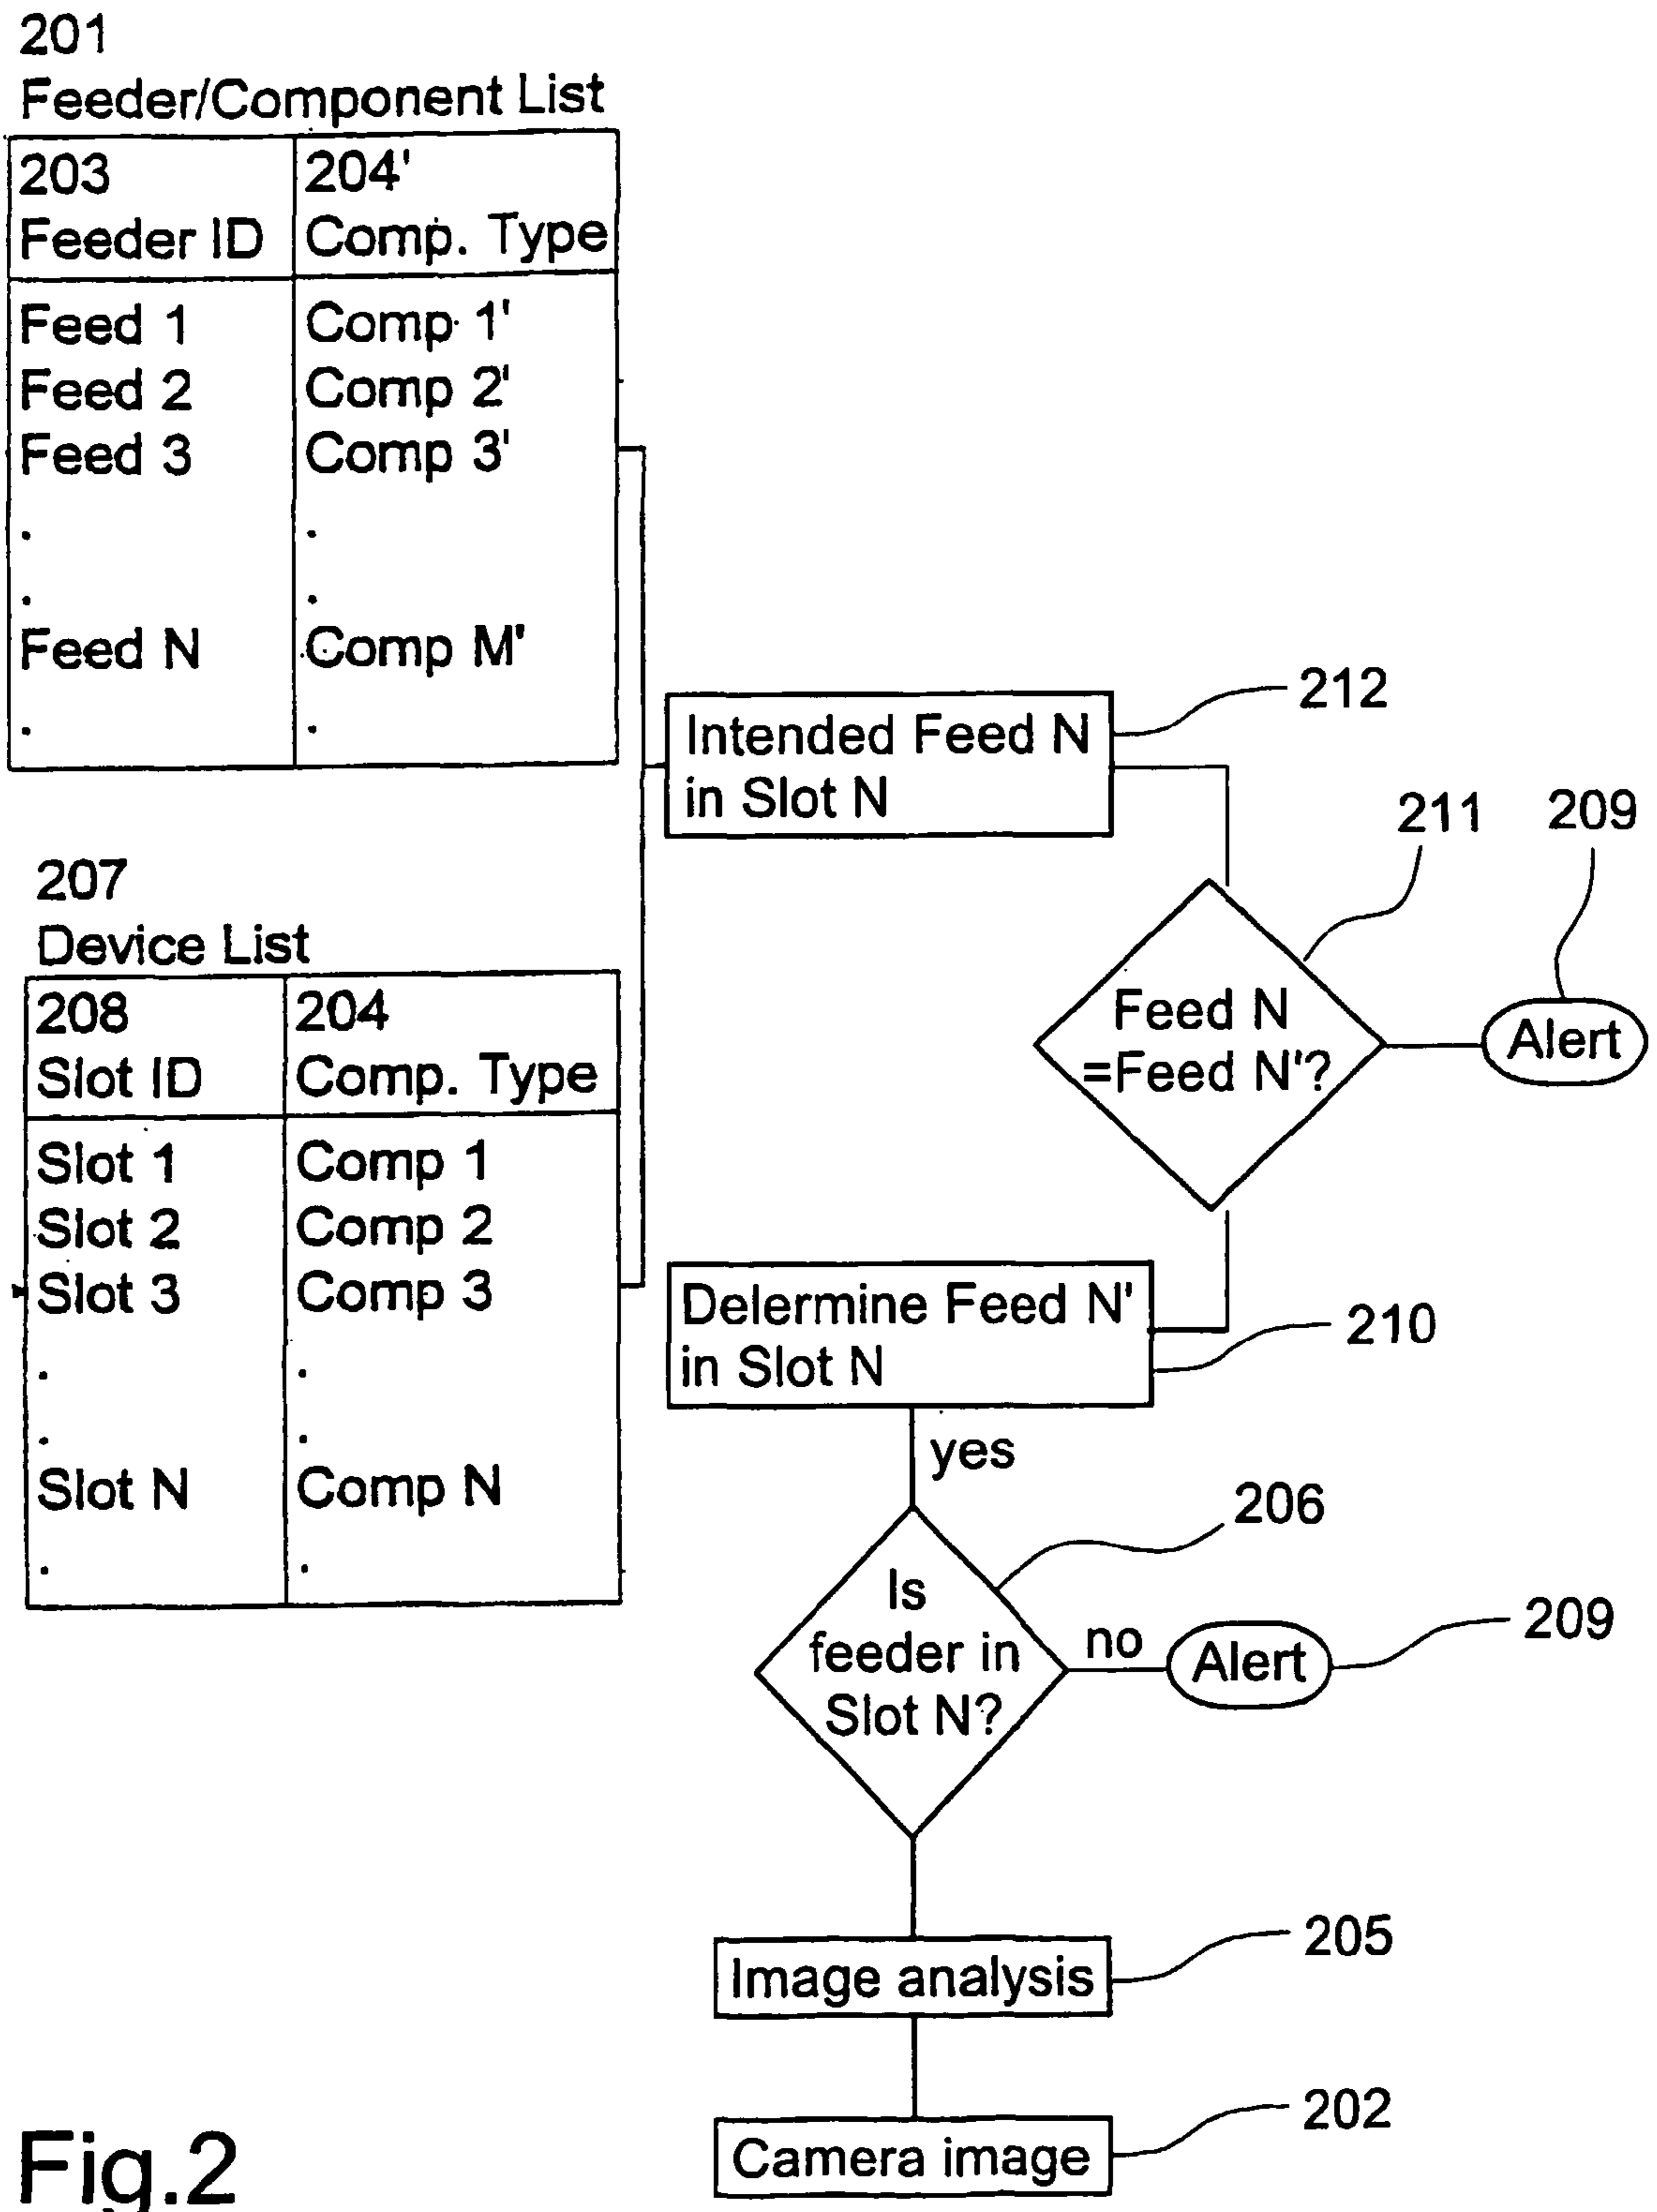 201
Feeder/Component List
203 204'
Feeder ID Comp. Type
Feed 1 Comp 1'
Feed 2 Comp 2'
Feed 3 Comp 3'
. .
. .
Feed N Comp M'
. .
212
Intended Feed N
in Slot N
211 209
Feed N
=Feed N'?
Alert
207
Device List
208 204
Slot ID Comp. Type
Slot 1 Comp 1
Slot 2 Comp 2
Slot 3 Comp 3
. .
. .
Slot N Comp N
. .
Delermine Feed N'
in Slot N
210
yes
206
Is
feeder in
Slot N?
no
Alert
209
Image analysis
205
Camera image
202
Fig.2